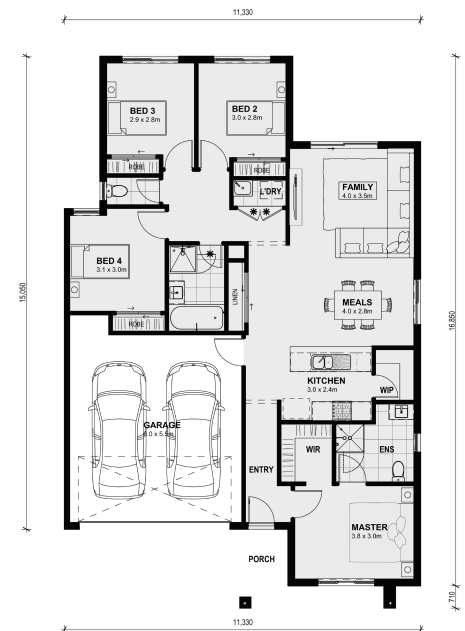 11,330
BED 3
2.9 x 2.8m
BED 2
3.0 x 2.8m
ROBE
ROBE
L'DRY
FAMILY
4.0 x 3.5m
BED 4
3.1 x 3.0m
ROBE
LINEN
MEALS
4.0 x 2.8m
15,050
16,850
KITCHEN
3.0 x 2.4m
WIP
GARAGE
6.0 x 5.5m
WIR
ENS
ENTRY
MASTER
3.8 x 3.0m
PORCH
710
11,330